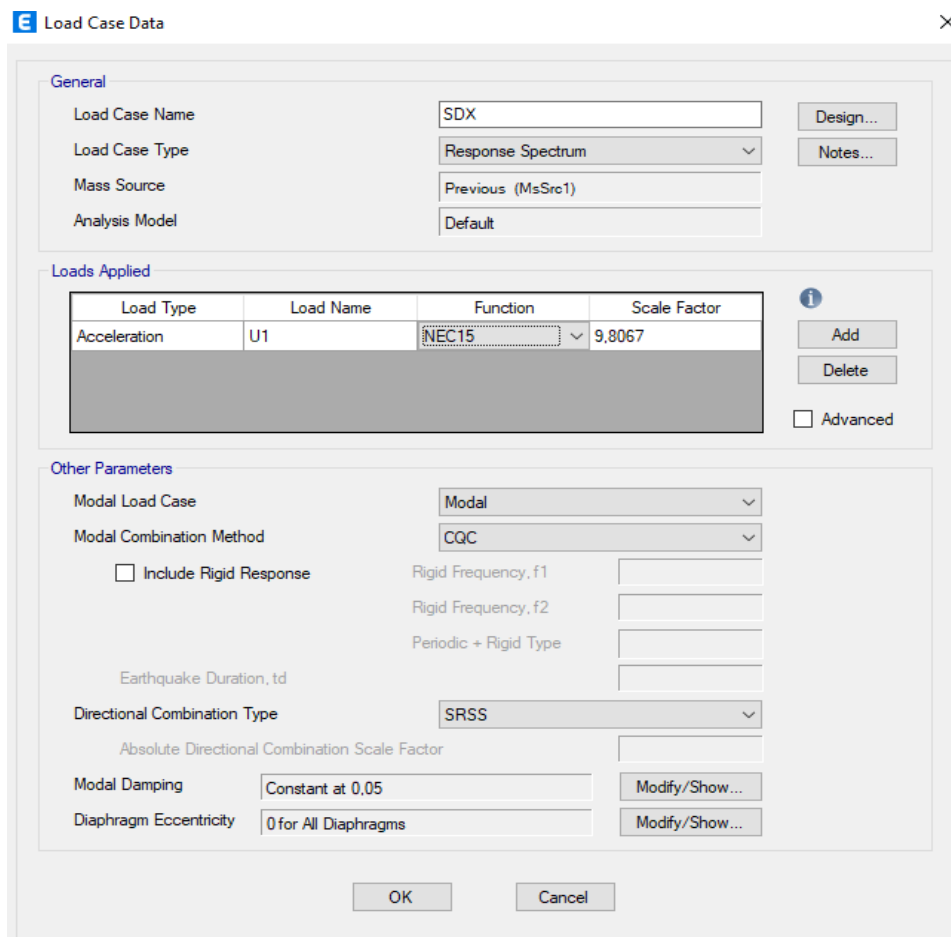 E Load Case Data
General
Load Case Name SDX Design...
Load Case Type Response Spectrum Notes...
Mass Source Previous (MsSrc1)
Analysis Model Default
Loads Applied
Load Type Load Name Function Scale Factor
Acceleration U1 NEC15 9,8067 Add
Delete
Advanced
Other Parameters
Modal Load Case Modal
Modal Combination Method CQC
Include Rigid Response Rigid Frequency, f1
Rigid Frequency, f2
Periodic + Rigid Type
Earthquake Duration, td
Directional Combination Type SRSS
Absolute Directional Combination Scale Factor
Modal Damping Constant at 0,05 Modify/Show...
Diaphragm Eccentricity 0 for All Diaphragms Modify/Show...
OK Cancel